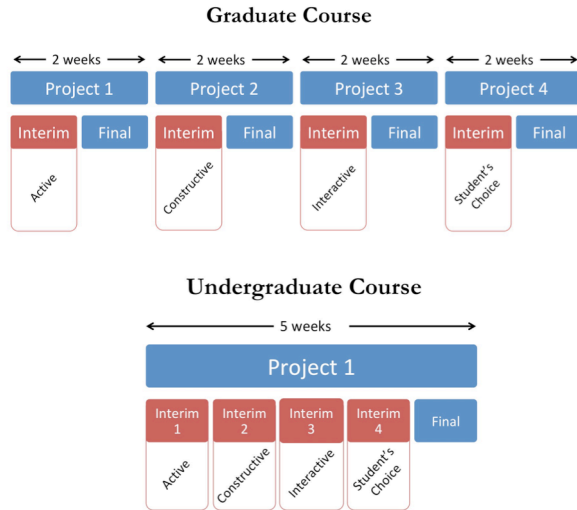 Graduate Course
2 weeks 2 weeks 2 weeks 2 weeks
Project 1 Project 2 Project 3 Project 4
Interim Final Interim Final Interim Final Interim Final
Active Constructive Interactive Student's
Choice
Undergraduate Course
5 weeks
Project 1
Interim Interim Interim Interim Final
1 2 3 4
Active Constructive Interactive Student's
Choice